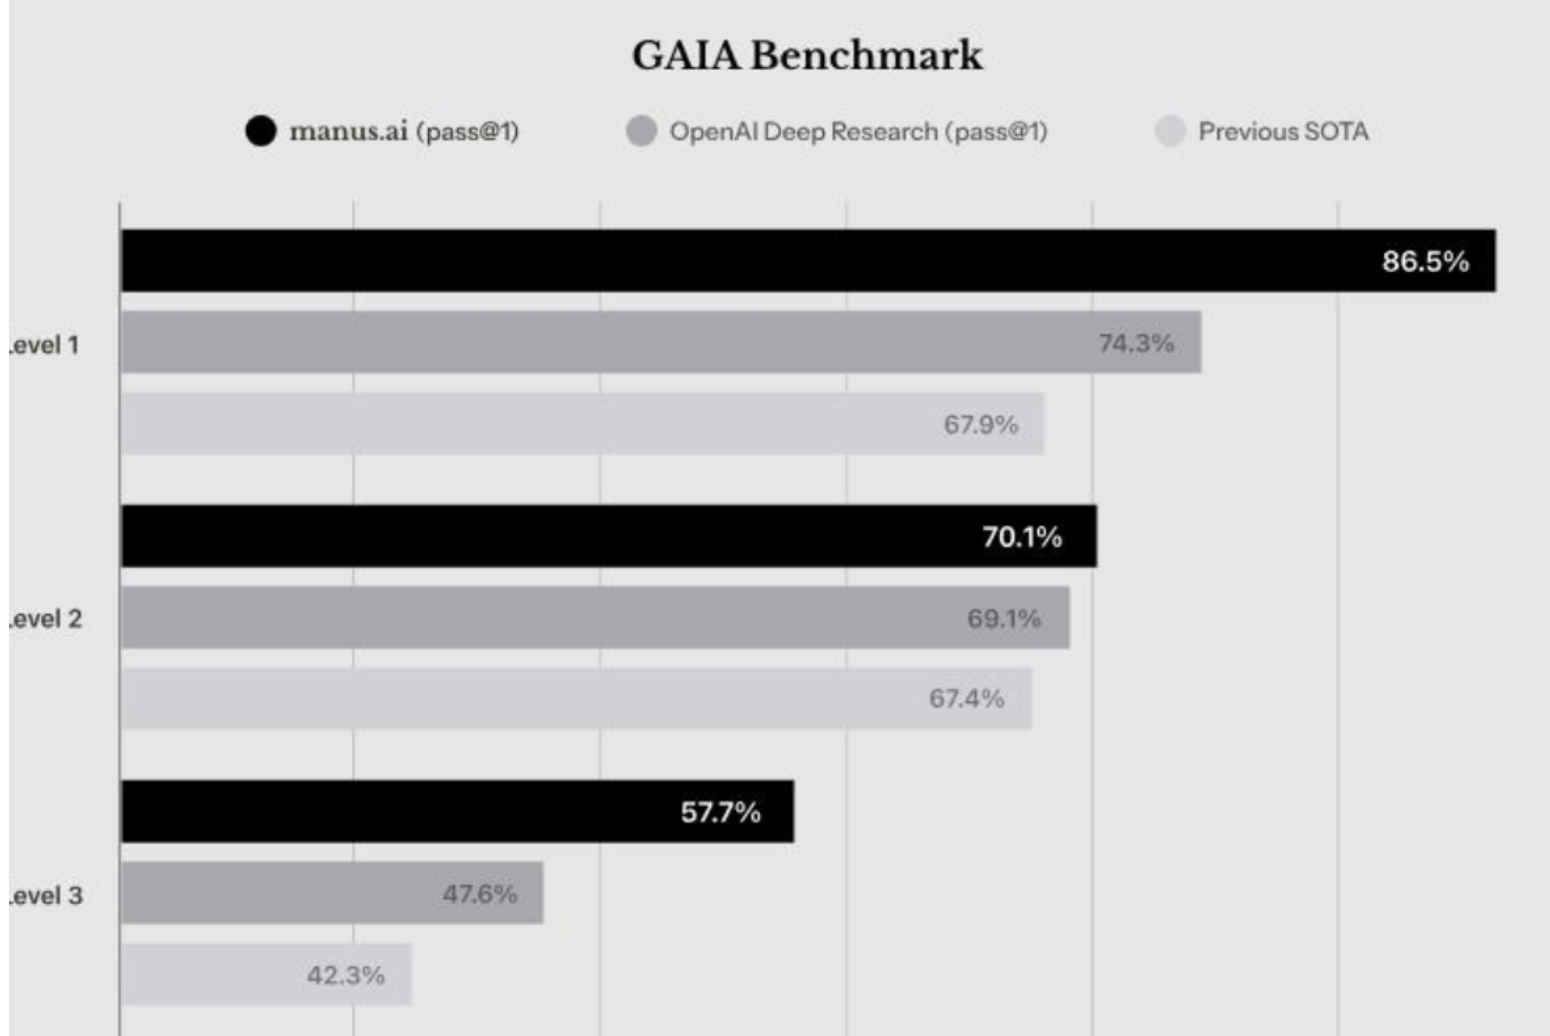 GAIA Benchmark
manus.ai (pass@1) OpenAI Deep Research (pass@1) Previous SOTA
86.5%
evel 1 74.3%
67.9%
70.1%
evel 2 69.1%
67.4%
57.7%
evel 3 47.6%
42.3%